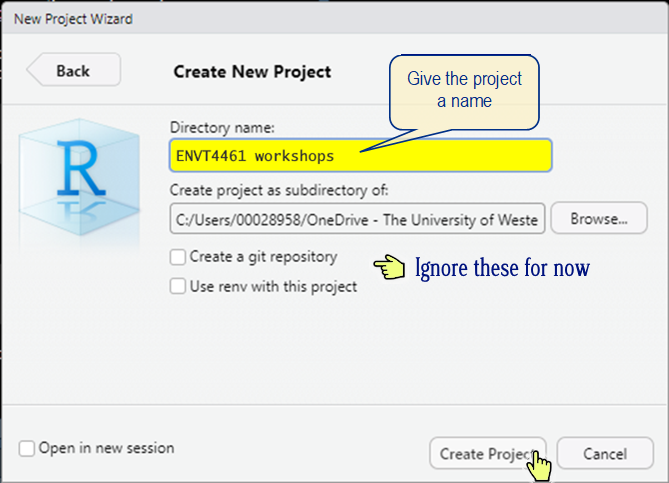 New Project Wizard
Back
Create New Project
Give the project
a name
Directory name:
ENVT4461 workshops
Create project as subdirectory of:
C:/Users/00028958/OneDrive - The University of Weste
Browse...
Create a git repository
Use renv with this project
Ignore these for now
R
Open in new session
Create Project
Cancel